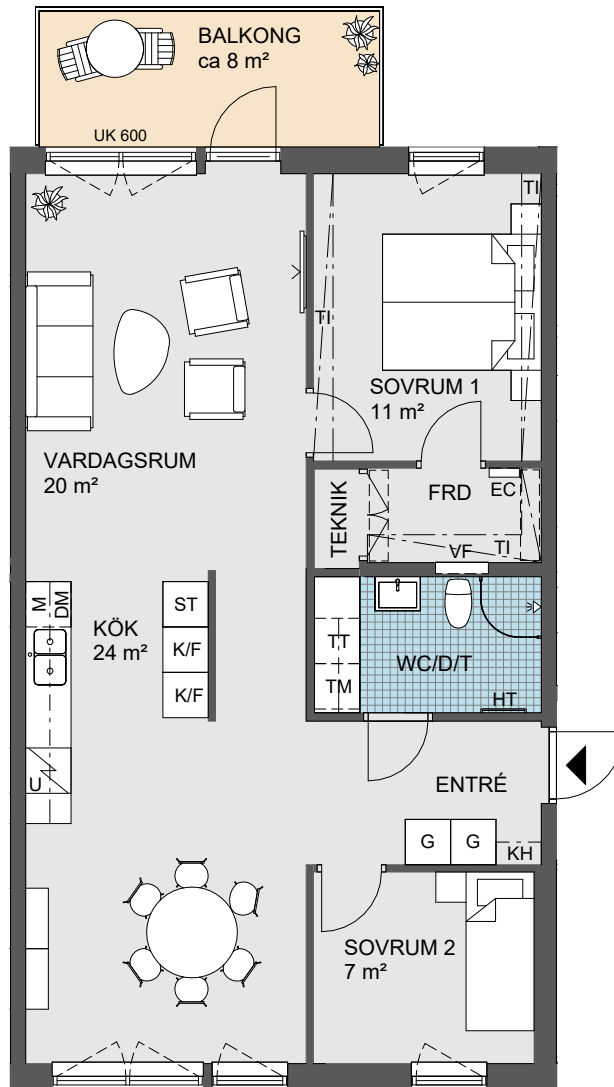 BALKONG
ca 8 m²
UK 600
TI
TI
SOVRUM 1
11 m²
VARDAGSRUM
20 m²
TEKNIK
FRD
EC
VF
TI
M
DM
ST
KÖK
24 m²
K/F
K/F
TT
WC/D/T
TM
HT
U
ENTRÉ
G
G
KH
SOVRUM 2
7 m²